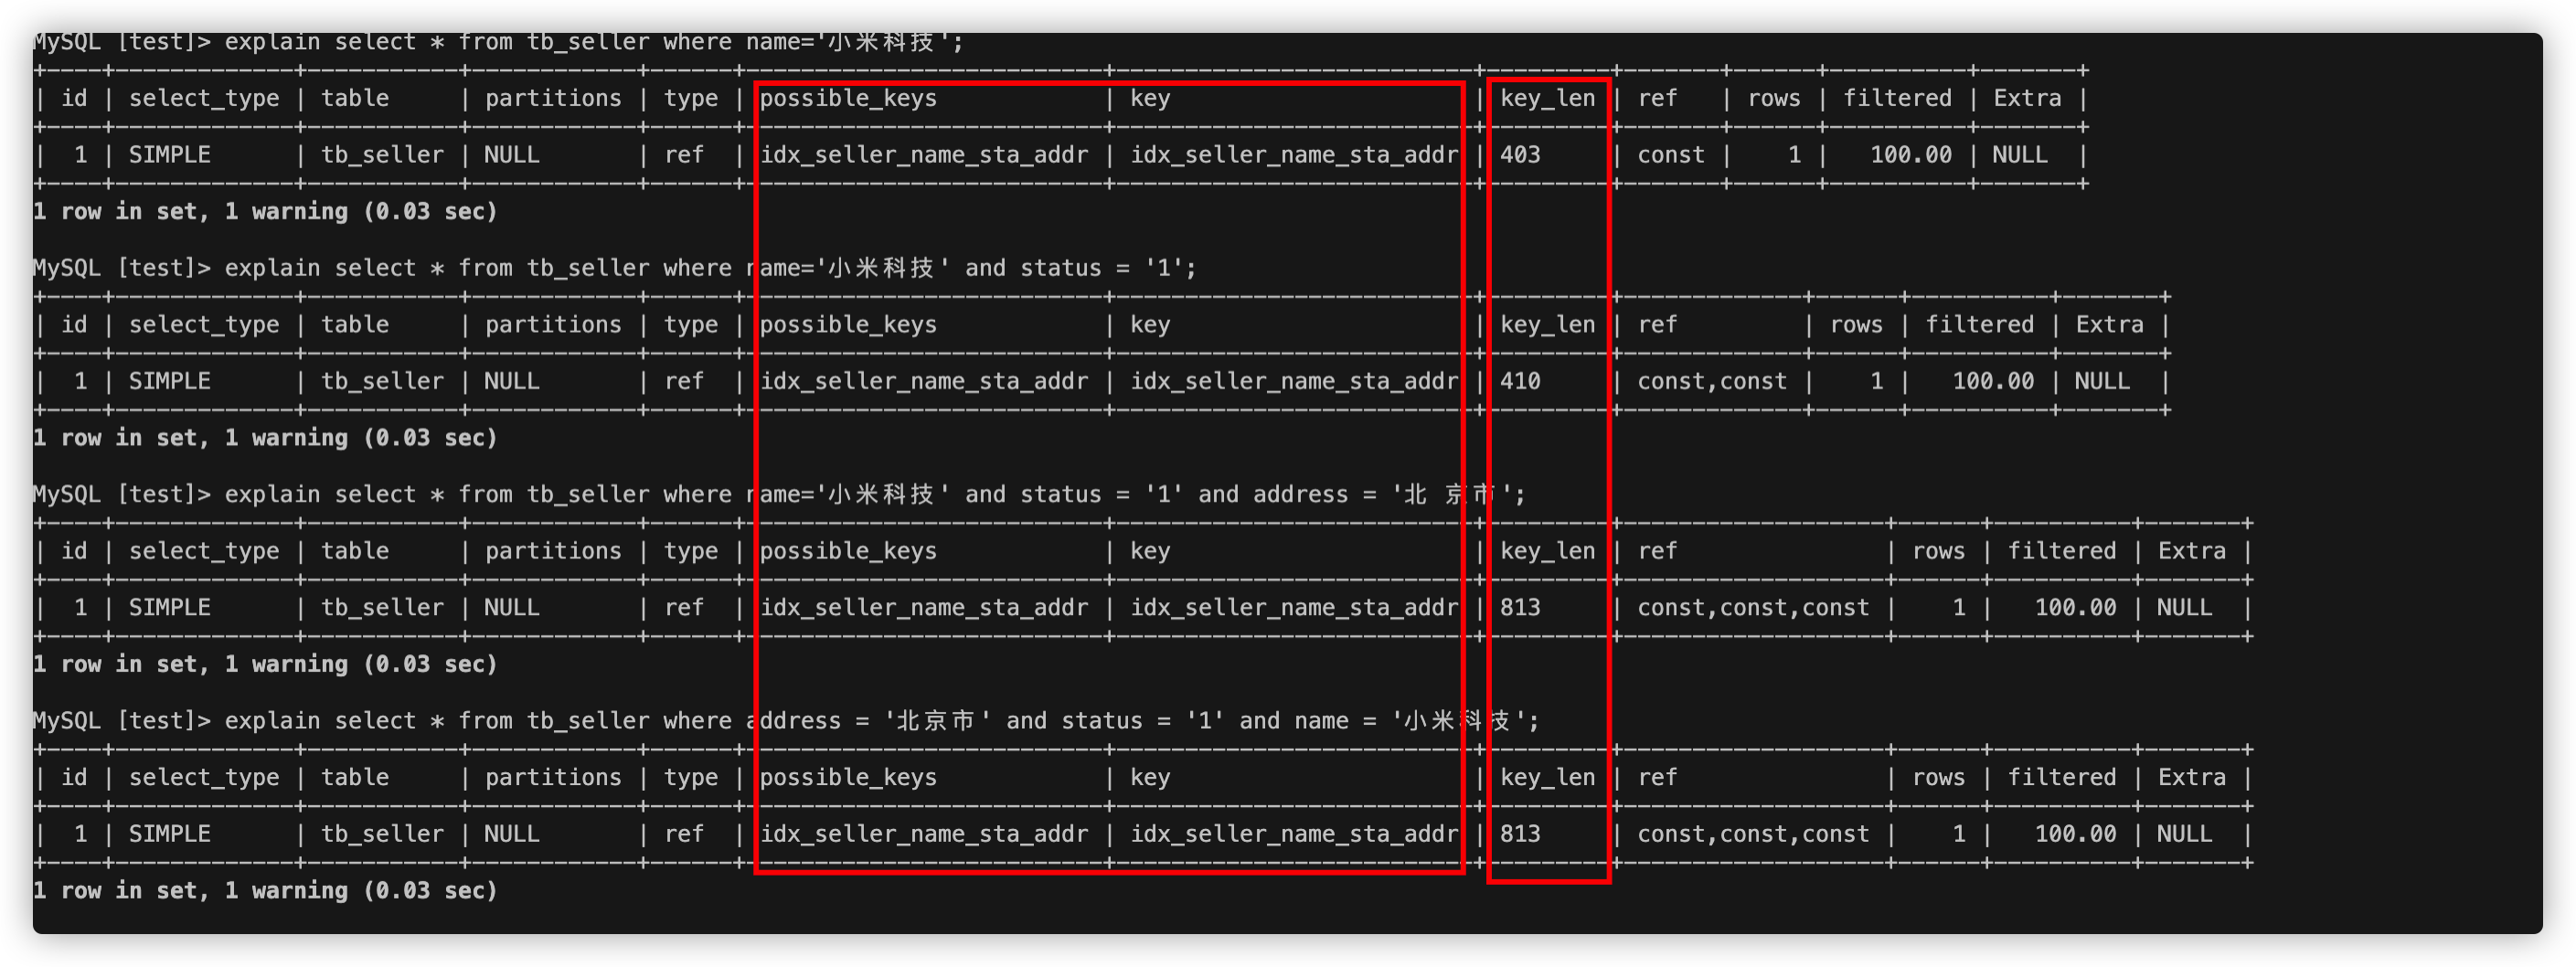 MySQL [test]> explain select * from tb_seller where name='小米科技';
+----+-------------+-----------+------------+------+--------------------------+--------------------------+---------+-------+------+----------+-------+
| id | select_type | table     | partitions | type | possible_keys            | key                      | key_len | ref   | rows | filtered | Extra |
+----+-------------+-----------+------------+------+--------------------------+--------------------------+---------+-------+------+----------+-------+
|  1 | SIMPLE      | tb_seller | NULL       | ref  | idx_seller_name_sta_addr | idx_seller_name_sta_addr | 403     | const |    1 |   100.00 | NULL  |
+----+-------------+-----------+------------+------+--------------------------+--------------------------+---------+-------+------+----------+-------+
1 row in set, 1 warning (0.03 sec)

MySQL [test]> explain select * from tb_seller where name='小米科技' and status = '1';
+----+-------------+-----------+------------+------+--------------------------+--------------------------+---------+-------------+------+----------+-------+
| id | select_type | table     | partitions | type | possible_keys            | key                      | key_len | ref         | rows | filtered | Extra |
+----+-------------+-----------+------------+------+--------------------------+--------------------------+---------+-------------+------+----------+-------+
|  1 | SIMPLE      | tb_seller | NULL       | ref  | idx_seller_name_sta_addr | idx_seller_name_sta_addr | 410     | const,const |    1 |   100.00 | NULL  |
+----+-------------+-----------+------------+------+--------------------------+--------------------------+---------+-------------+------+----------+-------+
1 row in set, 1 warning (0.03 sec)

MySQL [test]> explain select * from tb_seller where name='小米科技' and status = '1' and address = '北 京市';
+----+-------------+-----------+------------+------+--------------------------+--------------------------+---------+-------------------+------+----------+-------+
| id | select_type | table     | partitions | type | possible_keys            | key                      | key_len | ref               | rows | filtered | Extra |
+----+-------------+-----------+------------+------+--------------------------+--------------------------+---------+-------------------+------+----------+-------+
|  1 | SIMPLE      | tb_seller | NULL       | ref  | idx_seller_name_sta_addr | idx_seller_name_sta_addr | 813     | const,const,const |    1 |   100.00 | NULL  |
+----+-------------+-----------+------------+------+--------------------------+--------------------------+---------+-------------------+------+----------+-------+
1 row in set, 1 warning (0.03 sec)

MySQL [test]> explain select * from tb_seller where address = '北京市' and status = '1' and name = '小米科技';
+----+-------------+-----------+------------+------+--------------------------+--------------------------+---------+-------------------+------+----------+-------+
| id | select_type | table     | partitions | type | possible_keys            | key                      | key_len | ref               | rows | filtered | Extra |
+----+-------------+-----------+------------+------+--------------------------+--------------------------+---------+-------------------+------+----------+-------+
|  1 | SIMPLE      | tb_seller | NULL       | ref  | idx_seller_name_sta_addr | idx_seller_name_sta_addr | 813     | const,const,const |    1 |   100.00 | NULL  |
+----+-------------+-----------+------------+------+--------------------------+--------------------------+---------+-------------------+------+----------+-------+
1 row in set, 1 warning (0.03 sec)